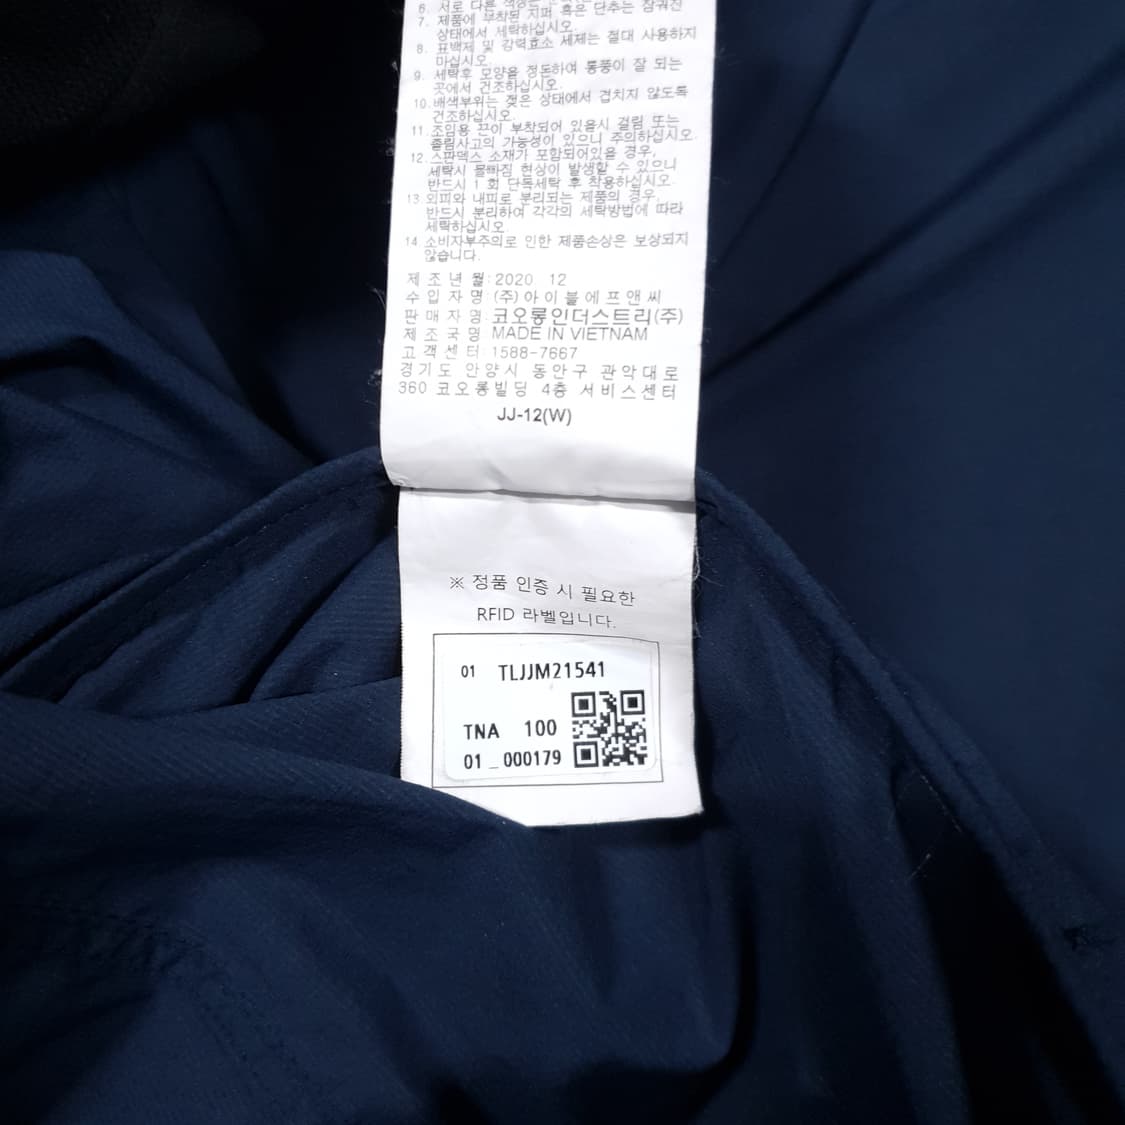 6. 서로 다른
7. 제품에 부착된 지퍼 혹은 단추는 잠궈진
상태에서 세탁하십시오.
8. 표백제 및 강력효소 세제는 절대 사용하지
마십시오.
9. 세탁후 모양을 정돈하여 통풍이 잘 되는
곳에서 건조하십시오.
10. 배색부위는 젖은 상태에서 겹치지 않도록
건조하십시오.
11. 조임용 끈이 부착되어 있을시 걸림 또는
졸림사고의 가능성이 있으니 주의하십시오.
12. 스판덱스 소재가 포함되어있을 경우,
세탁시 물빠짐 현상이 발생할 수 있으니
반드시 1 회 단독세탁 후 착용하십시오.
13. 외피와 내피로 분리되는 제품의 경우,
반드시 분리하여 각각의 세탁방법에 따라
세탁하십시오.
14. 소비자부주의로 인한 제품손상은 보상되지
않습니다.
제조년월: 2020. 12
수입자명: (주)아이블에프앤씨
판매자명: 코오롱인더스트리(주)
제조국명: MADE IN VIETNAM
고객센터: 1588-7667
경기도 안양시 동안구 관악대로
360 코오롱빌딩 4층 서비스센터
JJ-12(W)
※ 정품 인증 시 필요한
RFID 라벨입니다.
01 TLJJM21541
TNA 100
01 _ 000179